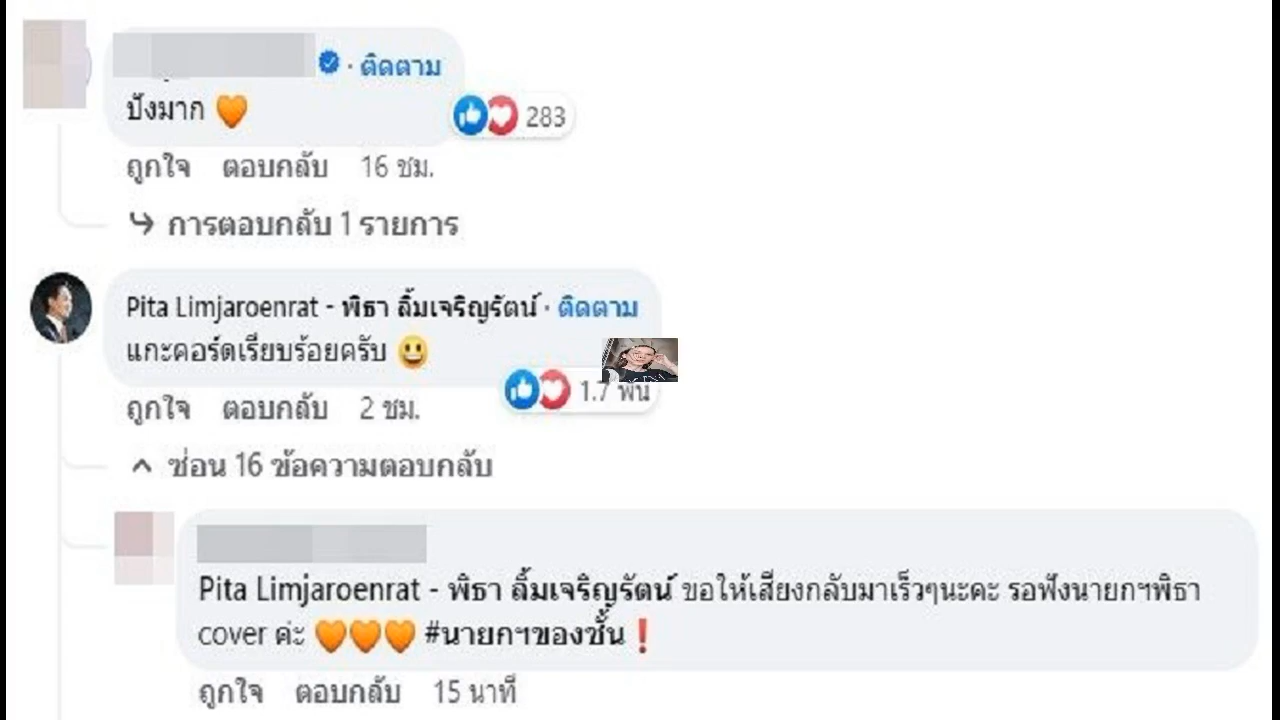 · ติดตาม
ปังมาก 🧡
283
ถูกใจ ตอบกลับ 16 ชม.
การตอบกลับ 1 รายการ
Pita Limjaroenrat - พิธา ลิ้มเจริญรัตน์ · ติดตาม
แกะคอร์ดเรียบร้อยครับ 😃
1.7 พัน
ถูกใจ ตอบกลับ 2 ชม.
ซ่อน 16 ข้อความตอบกลับ
Pita Limjaroenrat - พิธา ลิ้มเจริญรัตน์ ขอให้เสียงกลับมาเร็วๆนะคะ รอฟังนายกฯพิธา
cover ค่ะ 🧡🧡🧡 #นายกฯของชั้น❗
ถูกใจ ตอบกลับ 15 นาที